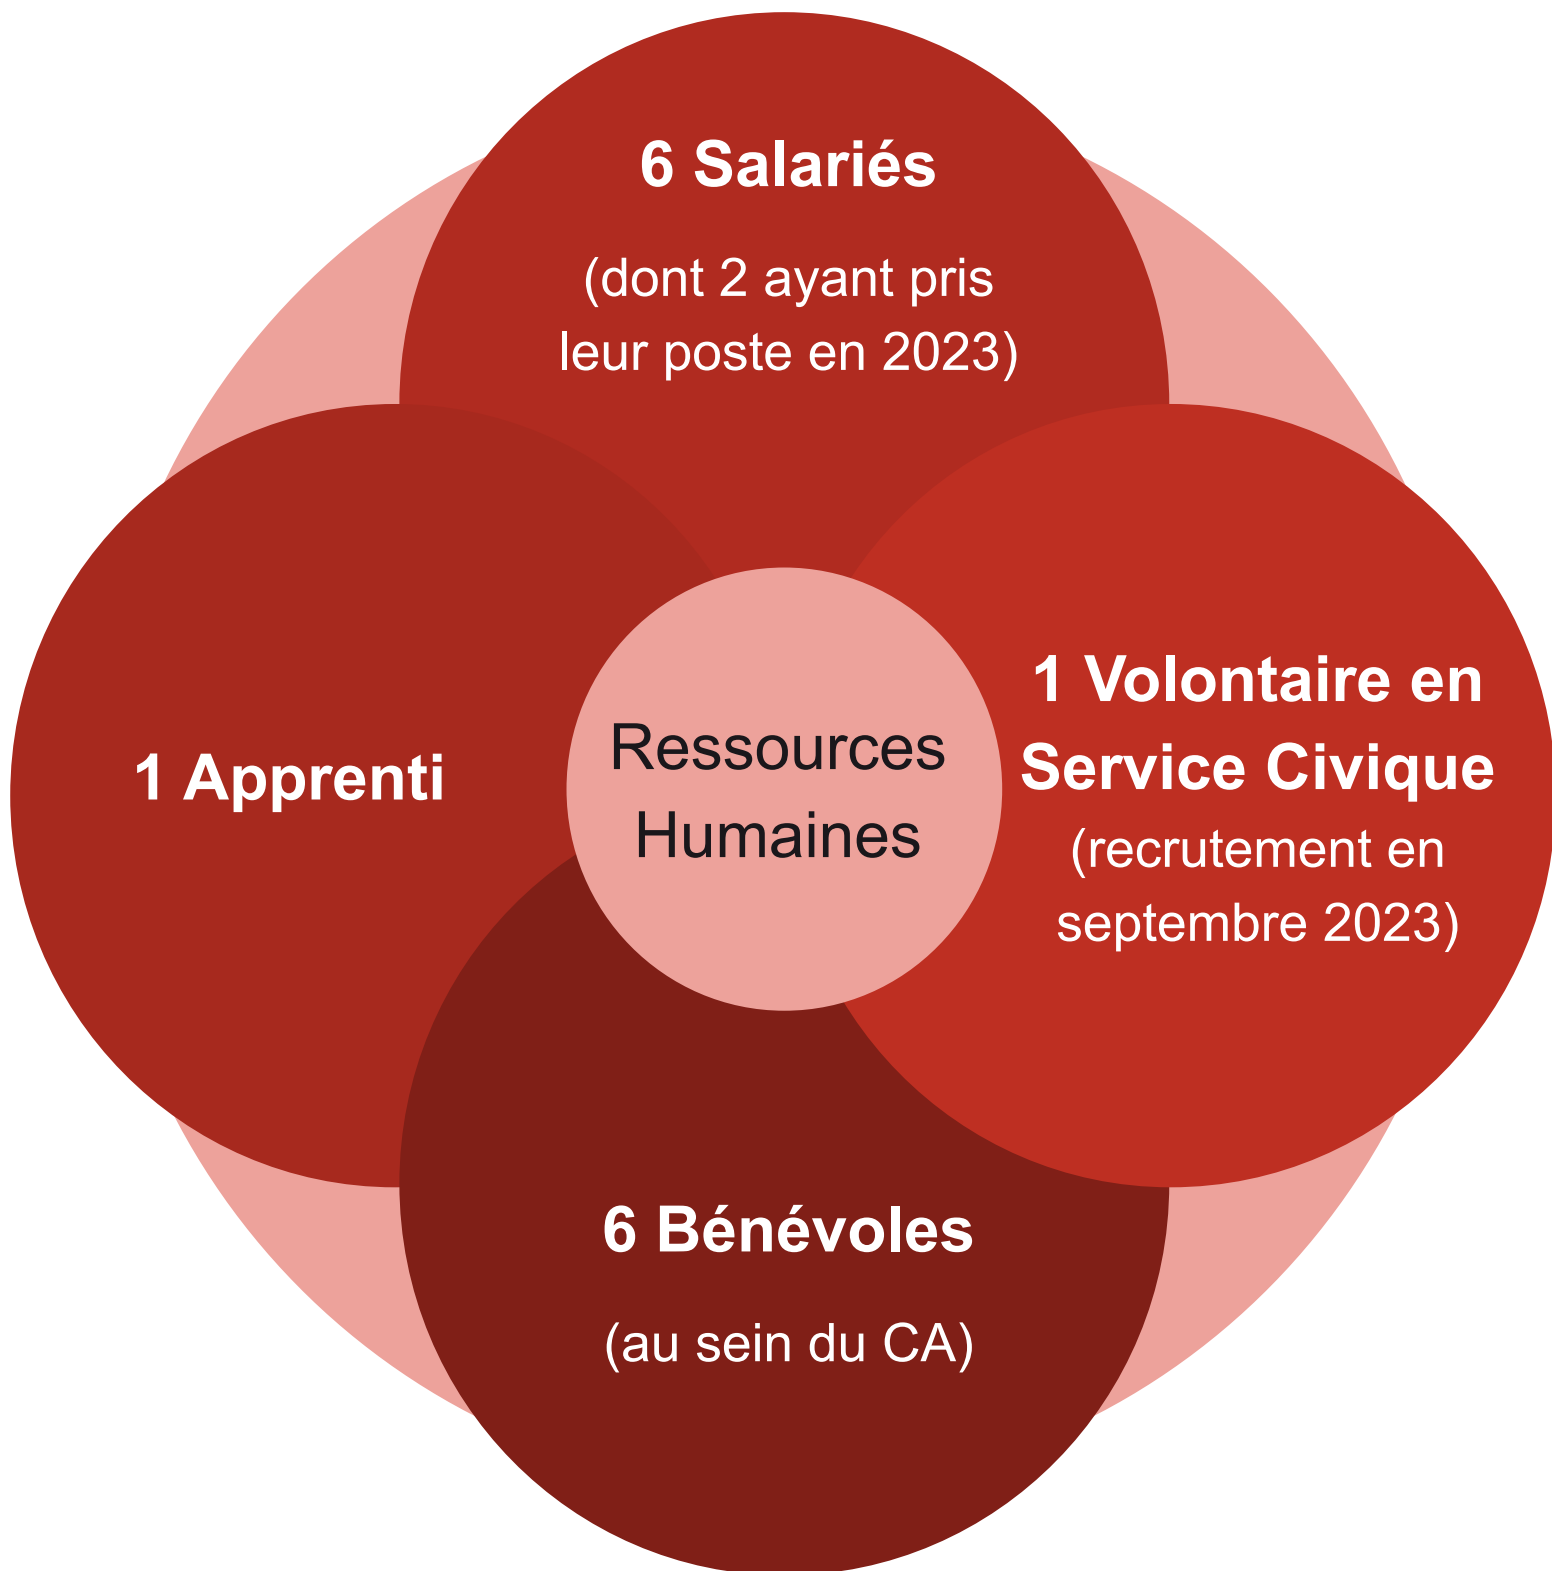 6 Salariés
(dont 2 ayant pris
leur poste en 2023)
1 Apprenti
Ressources
Humaines
1 Volontaire en
Service Civique
(recrutement en
septembre 2023)
6 Bénévoles
(au sein du CA)